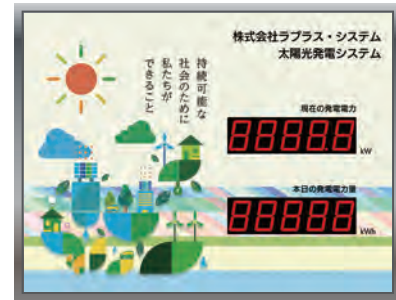 株式会社ラプラス・システム
太陽光発電システム
持続可能な
社会のために
私たちが
できること
現在の発電電力
88888.8
kW
本日の発電電力量
88888
kWh